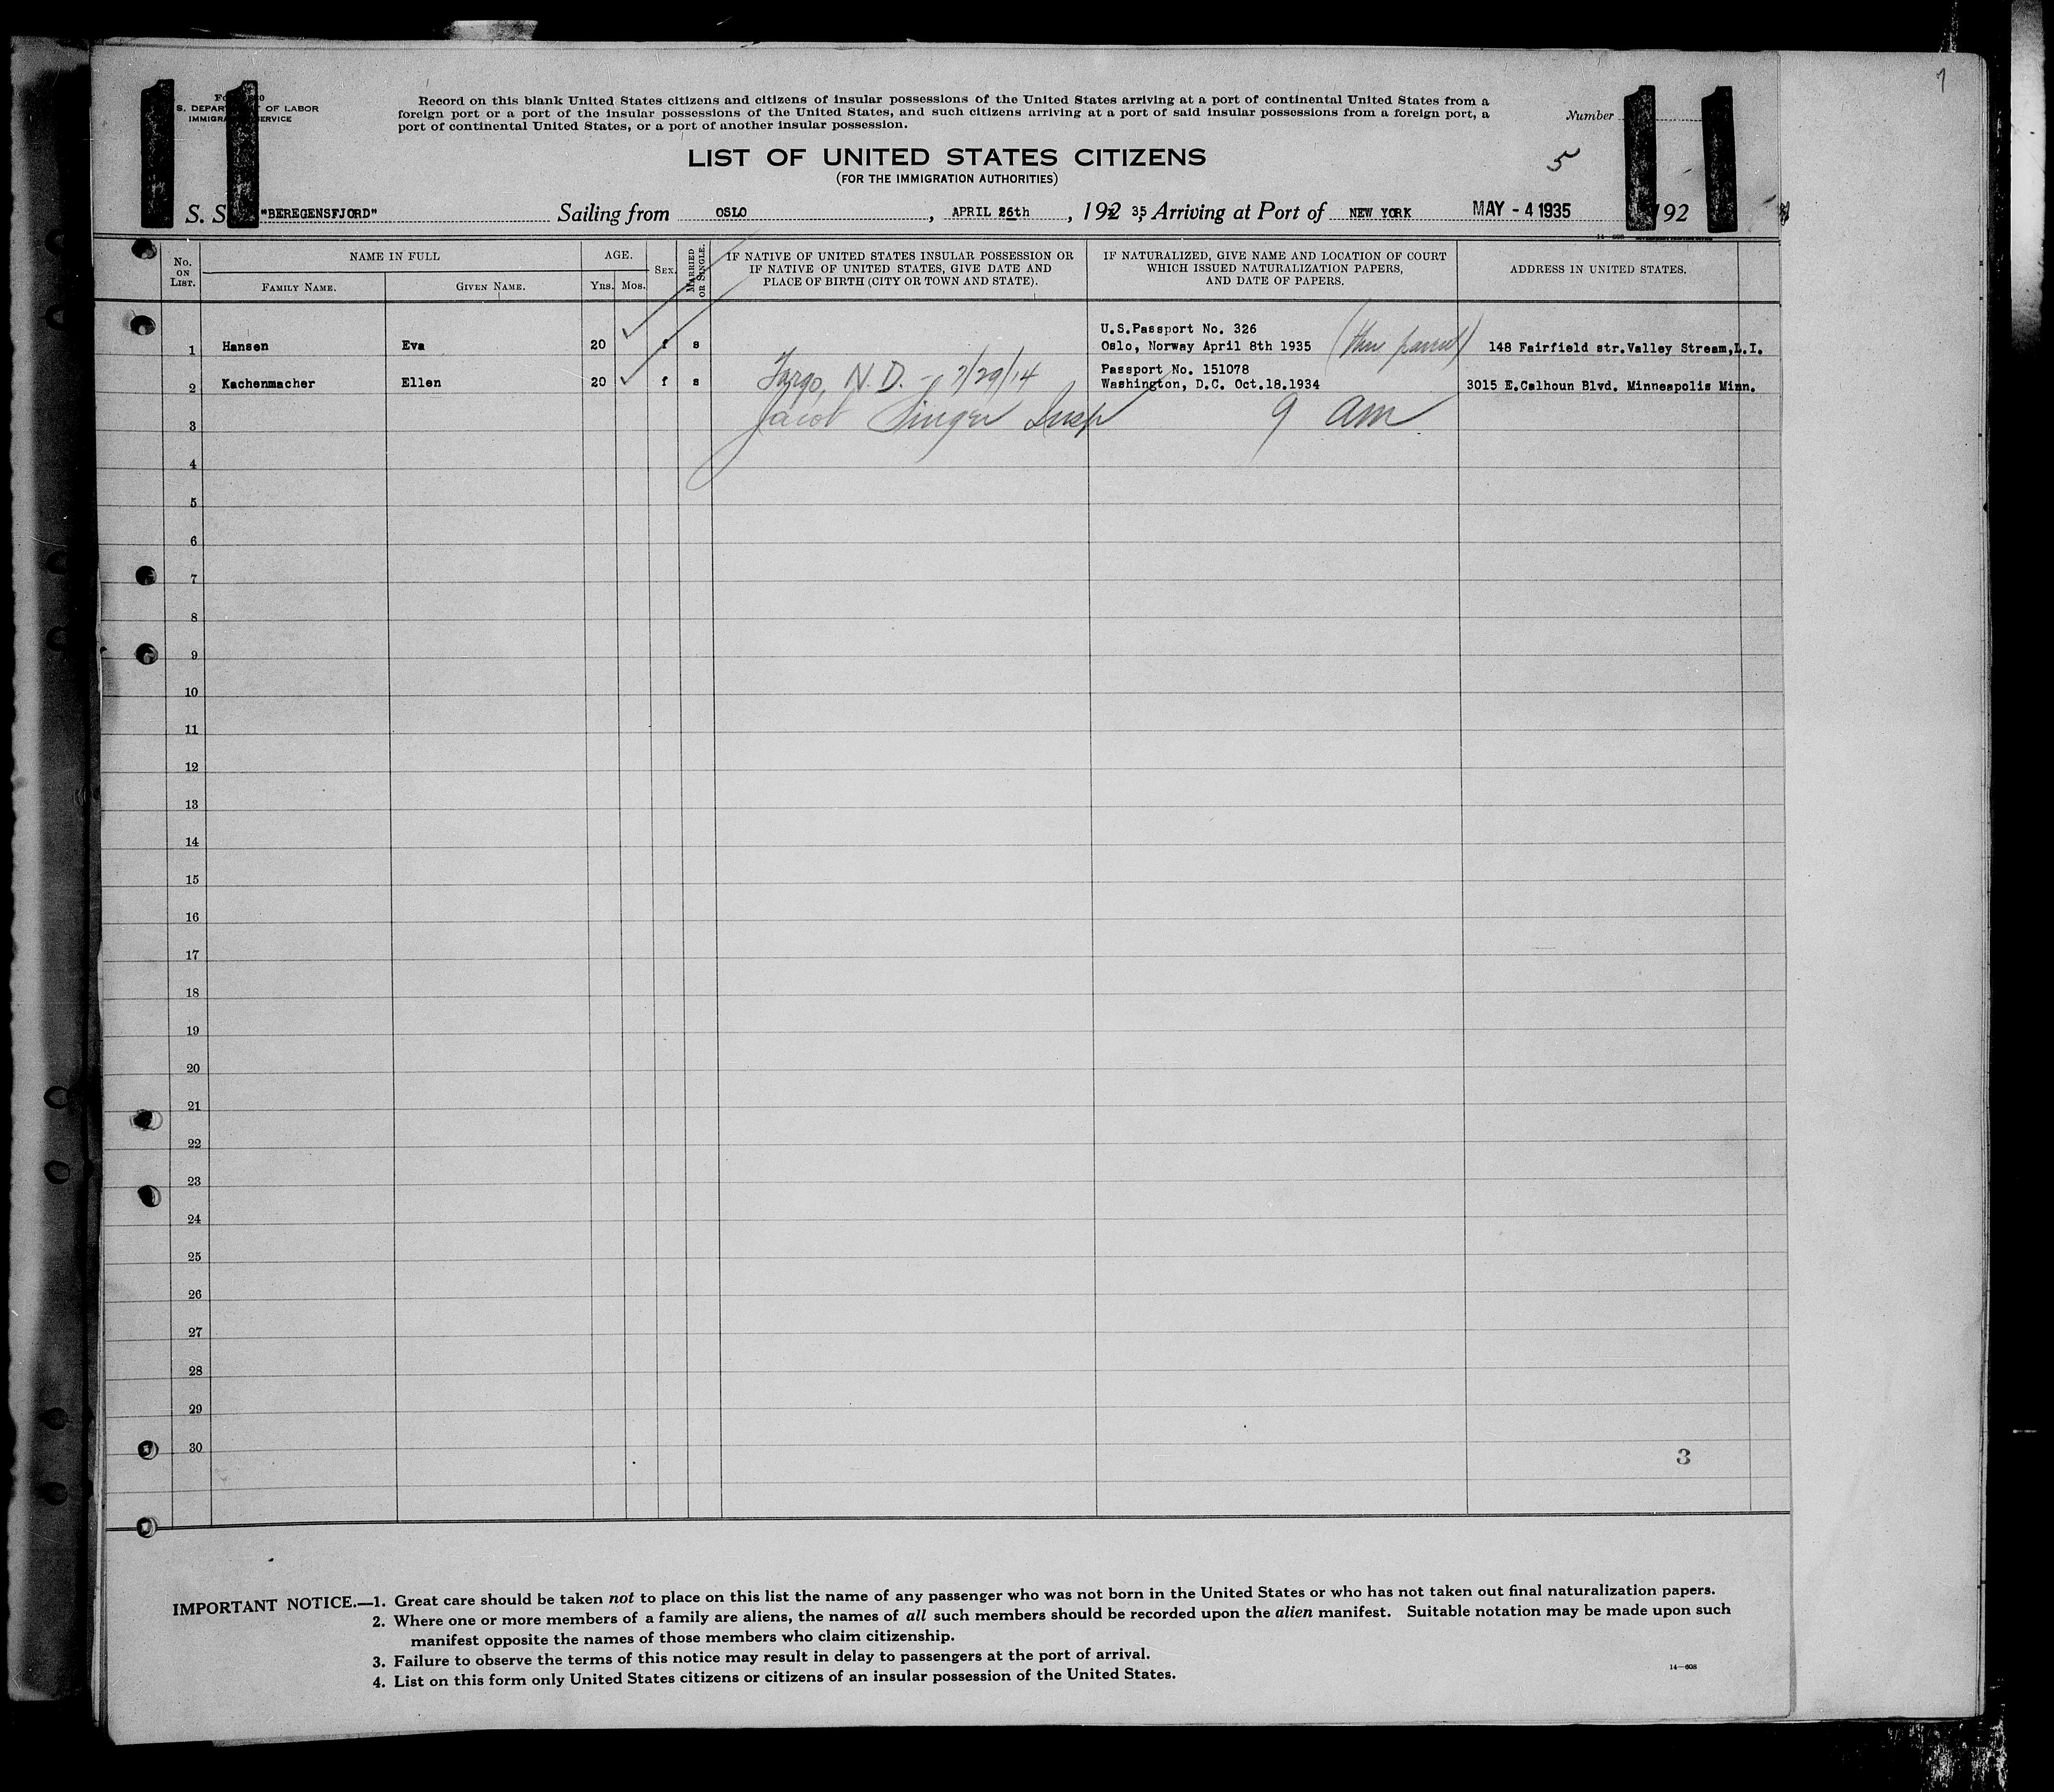 7
S. DEPAR OF LABOR
IMMIGRA SERVICE
Record on this blank United States citizens and citizens of insular possessions of the United States arriving at a port of continental United States from a
foreign port or a port of the insular possessions of the United States, and such citizens arriving at a port of said insular possessions from a foreign port, a
port of continental United States, or a port of another insular possession.
Number
11 11
LIST OF UNITED STATES CITIZENS
(FOR THE IMMIGRATION AUTHORITIES)
5
S. S. "BEREGENSFJORD" Sailing from OSLO, APRIL 26th, 192 35, Arriving at Port of NEW YORK MAY - 4 1935 192
No. ON LIST. NAME IN FULL AGE. SEX. MARRIED OR SINGLE. IF NATIVE OF UNITED STATES INSULAR POSSESSION OR IF NATIVE OF UNITED STATES, GIVE DATE AND PLACE OF BIRTH (CITY OR TOWN AND STATE). IF NATURALIZED, GIVE NAME AND LOCATION OF COURT WHICH ISSUED NATURALIZATION PAPERS, AND DATE OF PAPERS. ADDRESS IN UNITED STATES.
FAMILY NAME. GIVEN NAME. Yrs. Mos.
U.S.Passport No. 326
1 Hansen Eva 20 f s Oslo, Norway April 8th 1935 (thru parent) 148 Fairfield str.Valley Stream,L.I.
Passport No. 151078
2 Kachenmacher Ellen 20 f s Fargo, N.D. - 7/29/14 Washington, D.C. Oct.18.1934 3015 E.Calhoun Blvd. Minneapolis Minn.
3 Jacob Singer Insp 9 am
4
5
6
7
8
9
10
11
12
13
14
15
16
17
18
19
20
21
22
23
24
25
26
27
28
29
30
3
IMPORTANT NOTICE.—1. Great care should be taken not to place on this list the name of any passenger who was not born in the United States or who has not taken out final naturalization papers.
2. Where one or more members of a family are aliens, the names of all such members should be recorded upon the alien manifest. Suitable notation may be made upon such
manifest opposite the names of those members who claim citizenship.
3. Failure to observe the terms of this notice may result in delay to passengers at the port of arrival.
4. List on this form only United States citizens or citizens of an insular possession of the United States.
14—608